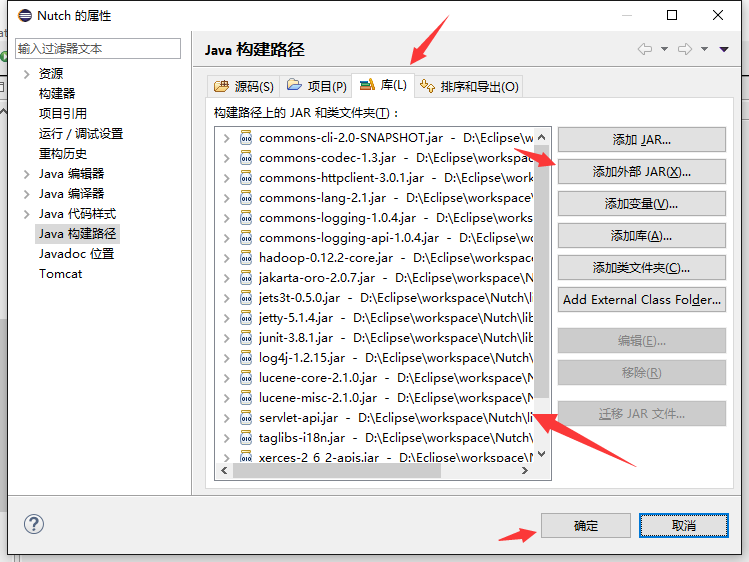 Nutch 的属性
输入过滤器文本
资源
构建器
项目引用
运行 / 调试设置
重构历史
Java 编辑器
Java 编译器
Java 代码样式
Java 构建路径
Javadoc 位置
Tomcat
Java 构建路径
源码(S) 项目(P) 库(L) 排序和导出(O)
构建路径上的 JAR 和类文件夹(T)：
commons-cli-2.0-SNAPSHOT.jar - D:\Eclipse\w
commons-codec-1.3.jar - D:\Eclipse\workspac
commons-httpclient-3.0.1.jar - D:\Eclipse\wor
commons-lang-2.1.jar - D:\Eclipse\workspace\
commons-logging-1.0.4.jar - D:\Eclipse\works
commons-logging-api-1.0.4.jar - D:\Eclipse\w
hadoop-0.12.2-core.jar - D:\Eclipse\workspac
jakarta-oro-2.0.7.jar - D:\Eclipse\workspace\N
jets3t-0.5.0.jar - D:\Eclipse\workspace\Nutch\
jetty-5.1.4.jar - D:\Eclipse\workspace\Nutch\lib
junit-3.8.1.jar - D:\Eclipse\workspace\Nutch\lib
log4j-1.2.15.jar - D:\Eclipse\workspace\Nutch\
lucene-core-2.1.0.jar - D:\Eclipse\workspace\N
lucene-misc-2.1.0.jar - D:\Eclipse\workspace\N
servlet-api.jar - D:\Eclipse\workspace\Nutch\li
taglibs-i18n.jar - D:\Eclipse\workspace\Nutch\
xerces-2_6_2-apis.jar - D:\Eclipse\workspace\N
添加 JAR...
添加外部 JAR(X)...
添加变量(V)...
添加库(A)...
添加类文件夹(C)...
Add External Class Folder...
编辑(E)...
移除(R)
迁移 JAR 文件...
确定
取消